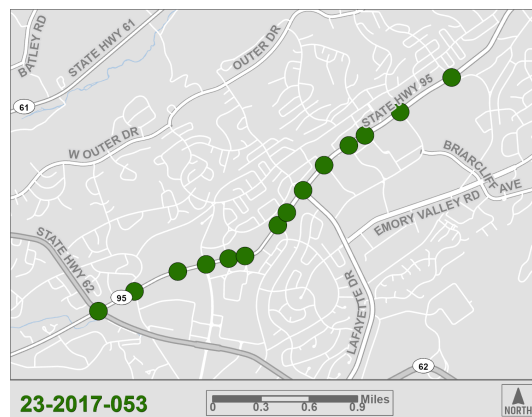 BATLEY RD
STATE HWY 61
OUTER DR
61
STATE HWY 95
W OUTER DR
BRIARCLIFF
AVE
EMORY VALLEY RD
STATE HWY 62
95
LAFAYETTE DR
62
23-2017-053
Miles
0 0.3 0.6 0.9
NORTH